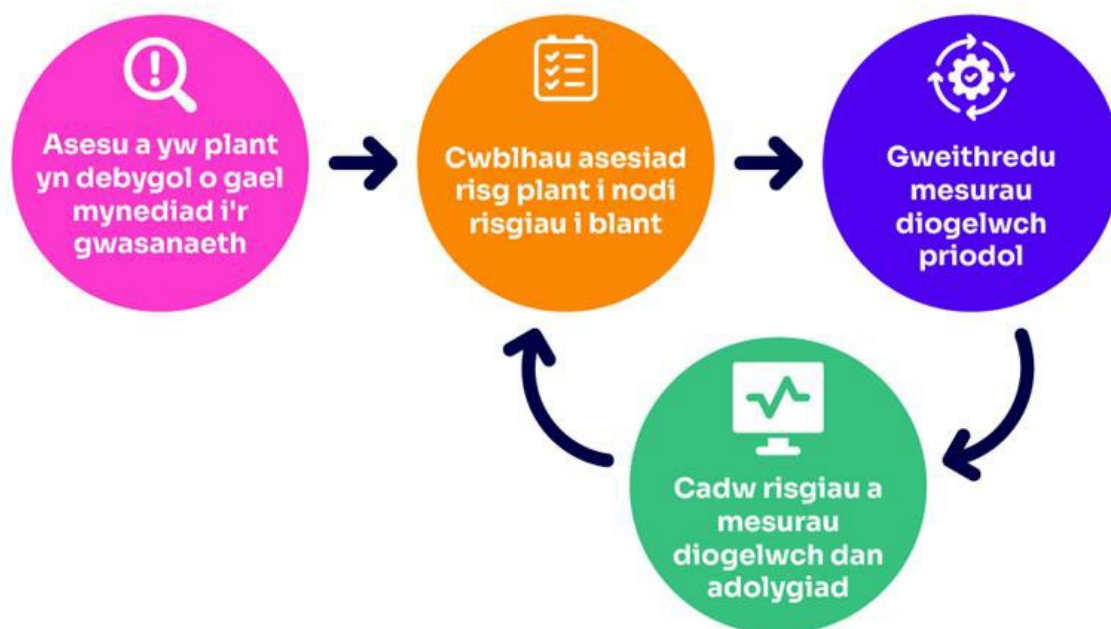 Asesu a yw plant
yn debygol o gael
mynediad i'r
gwasanaeth
Cwblhau asesiad
risg plant i nodi
risgiau i blant
Gweithredu
mesurau
diogelwch
priodol
Cadw risgiau a
mesurau
diogelwch dan
adolygiad